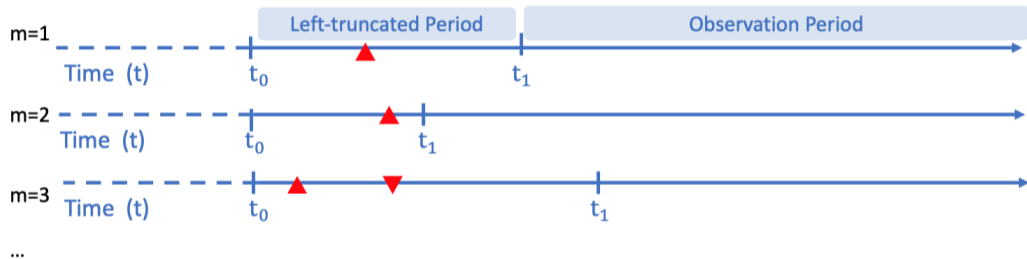 Left-truncated Period Observation Period
m=1
Time (t) t₀ t₁
m=2
Time (t) t₀ t₁
m=3
Time (t) t₀ t₁
...